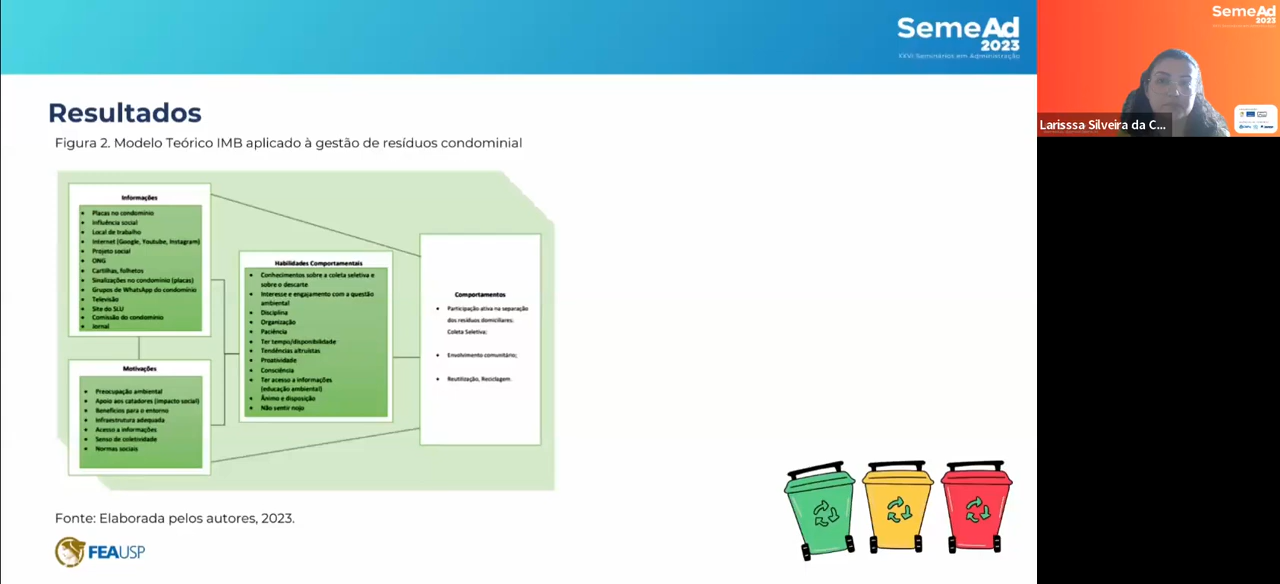 SemeAd
2023
XXVI Seminários em Administração
Resultados
Figura 2. Modelo Teórico IMB aplicado à gestão de resíduos condominial
Informações
Placas no condomínio
Influência social
Local de trabalho
Internet (Google, Youtube, Instagram)
Projeto social
ONG
Cartilhas, folhetos
Sinalizações no condomínio (placas)
Grupos de WhatsApp do condomínio
Televisão
Site do SLU
Comissão do condomínio
Jornal
Motivações
Preocupação ambiental
Apoio aos catadores (impacto social)
Benefícios para o entorno
Infraestrutura adequada
Acesso a informações
Senso de coletividade
Normas sociais
Habilidades Comportamentais
Conhecimentos sobre a coleta seletiva e
sobre o descarte
Interesse e engajamento com a questão
ambiental
Disciplina
Organização
Paciência
Ter tempo/disponibilidade
Tendências altruístas
Proatividade
Consciência
Ter acesso a informações
(educação ambiental)
Ânimo e disposição
Não sentir nojo
Comportamentos
Participação ativa na separação
dos resíduos domiciliares;
Coleta Seletiva;
Envolvimento comunitário;
Reutilização, Reciclagem.
Fonte: Elaborada pelos autores, 2023.
FEAUSP
SemeAd
2023
Larisssa Silveira da C...